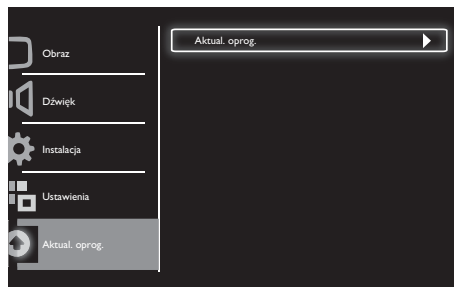 Obraz
Dźwięk
Instalacja
Ustawienia
Aktual. oprog.
Aktual. oprog.